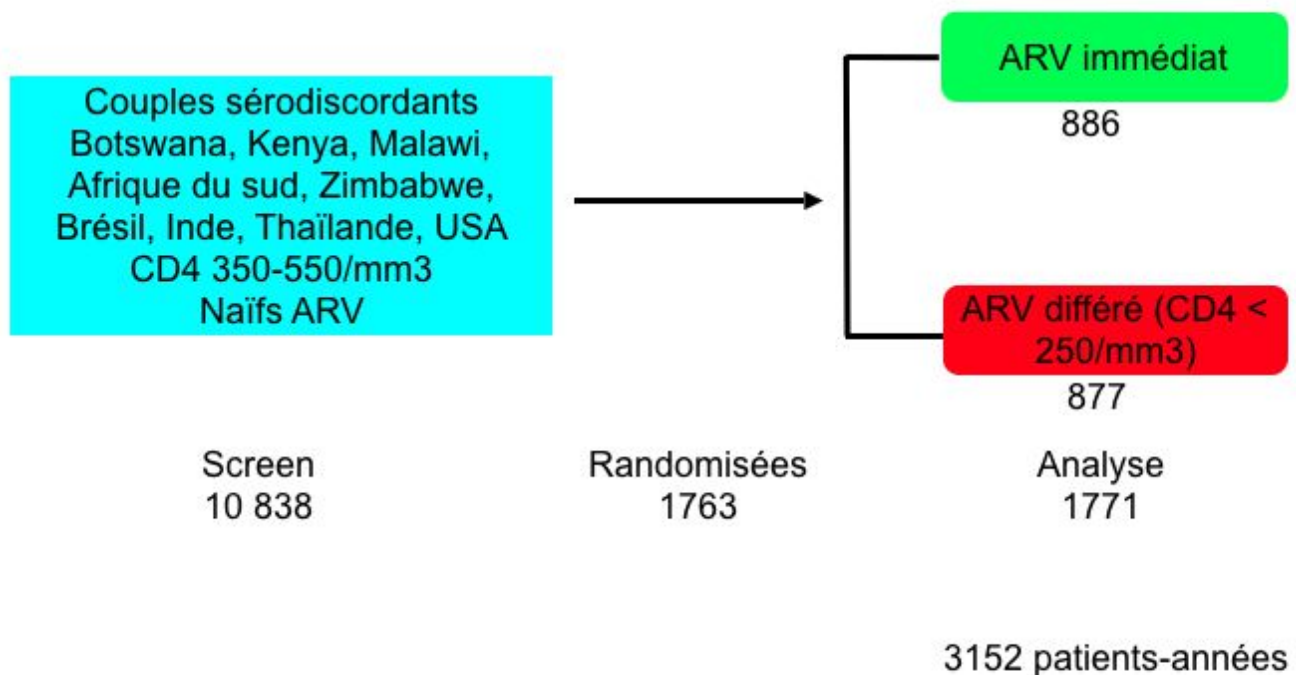 Couples sérodiscordants
Botswana, Kenya, Malawi,
Afrique du sud, Zimbabwe,
Brésil, Inde, Thaïlande, USA
CD4 350-550/mm3
Naïfs ARV
ARV immédiat
886
ARV différé (CD4 <
250/mm3)
877
Screen
10 838
Randomisées
1763
Analyse
1771
3152 patients-années